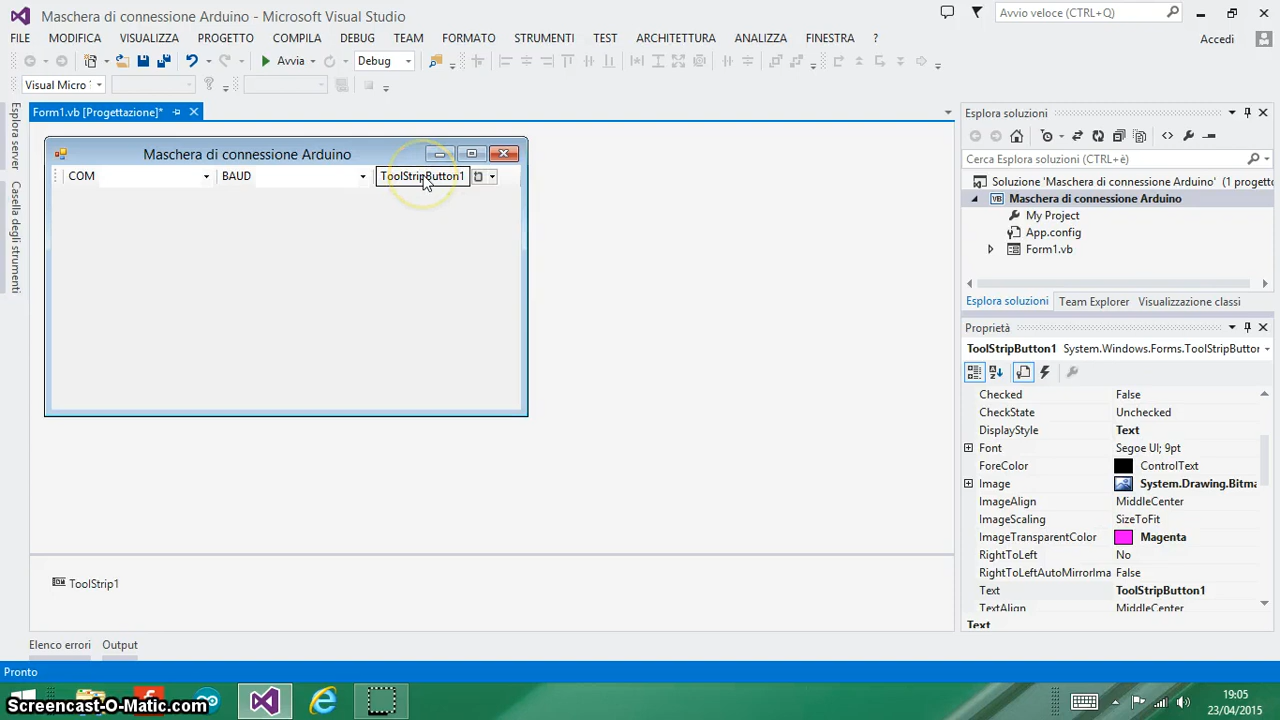 Maschera di connessione Arduino - Microsoft Visual Studio
Avvio veloce (CTRL+Q)
FILE MODIFICA VISUALIZZA PROGETTO COMPILA DEBUG TEAM FORMATO STRUMENTI TEST ARCHITETTURA ANALIZZA FINESTRA ?
Accedi
Avvia
Debug
Visual Micro
Form1.vb [Progettazione]*
Esplora server
Casella degli strumenti
Maschera di connessione Arduino
COM
BAUD
ToolStripButton1
ToolStrip1
Esplora soluzioni
Cerca Esplora soluzioni (CTRL+è)
Soluzione 'Maschera di connessione Arduino' (1 progetto
VB Maschera di connessione Arduino
My Project
App.config
Form1.vb
Esplora soluzioni Team Explorer Visualizzazione classi
Proprietà
ToolStripButton1 System.Windows.Forms.ToolStripButton
Checked False
CheckState Unchecked
DisplayStyle Text
Font Segoe UI; 9pt
ForeColor ControlText
Image System.Drawing.Bitma
ImageAlign MiddleCenter
ImageScaling SizeToFit
ImageTransparentColor Magenta
RightToLeft No
RightToLeftAutoMirrorIma False
Text ToolStripButton1
TextAlign MiddleCenter
Text
Elenco errori Output
Pronto
Screencast-O-Matic.com
19:05
23/04/2015